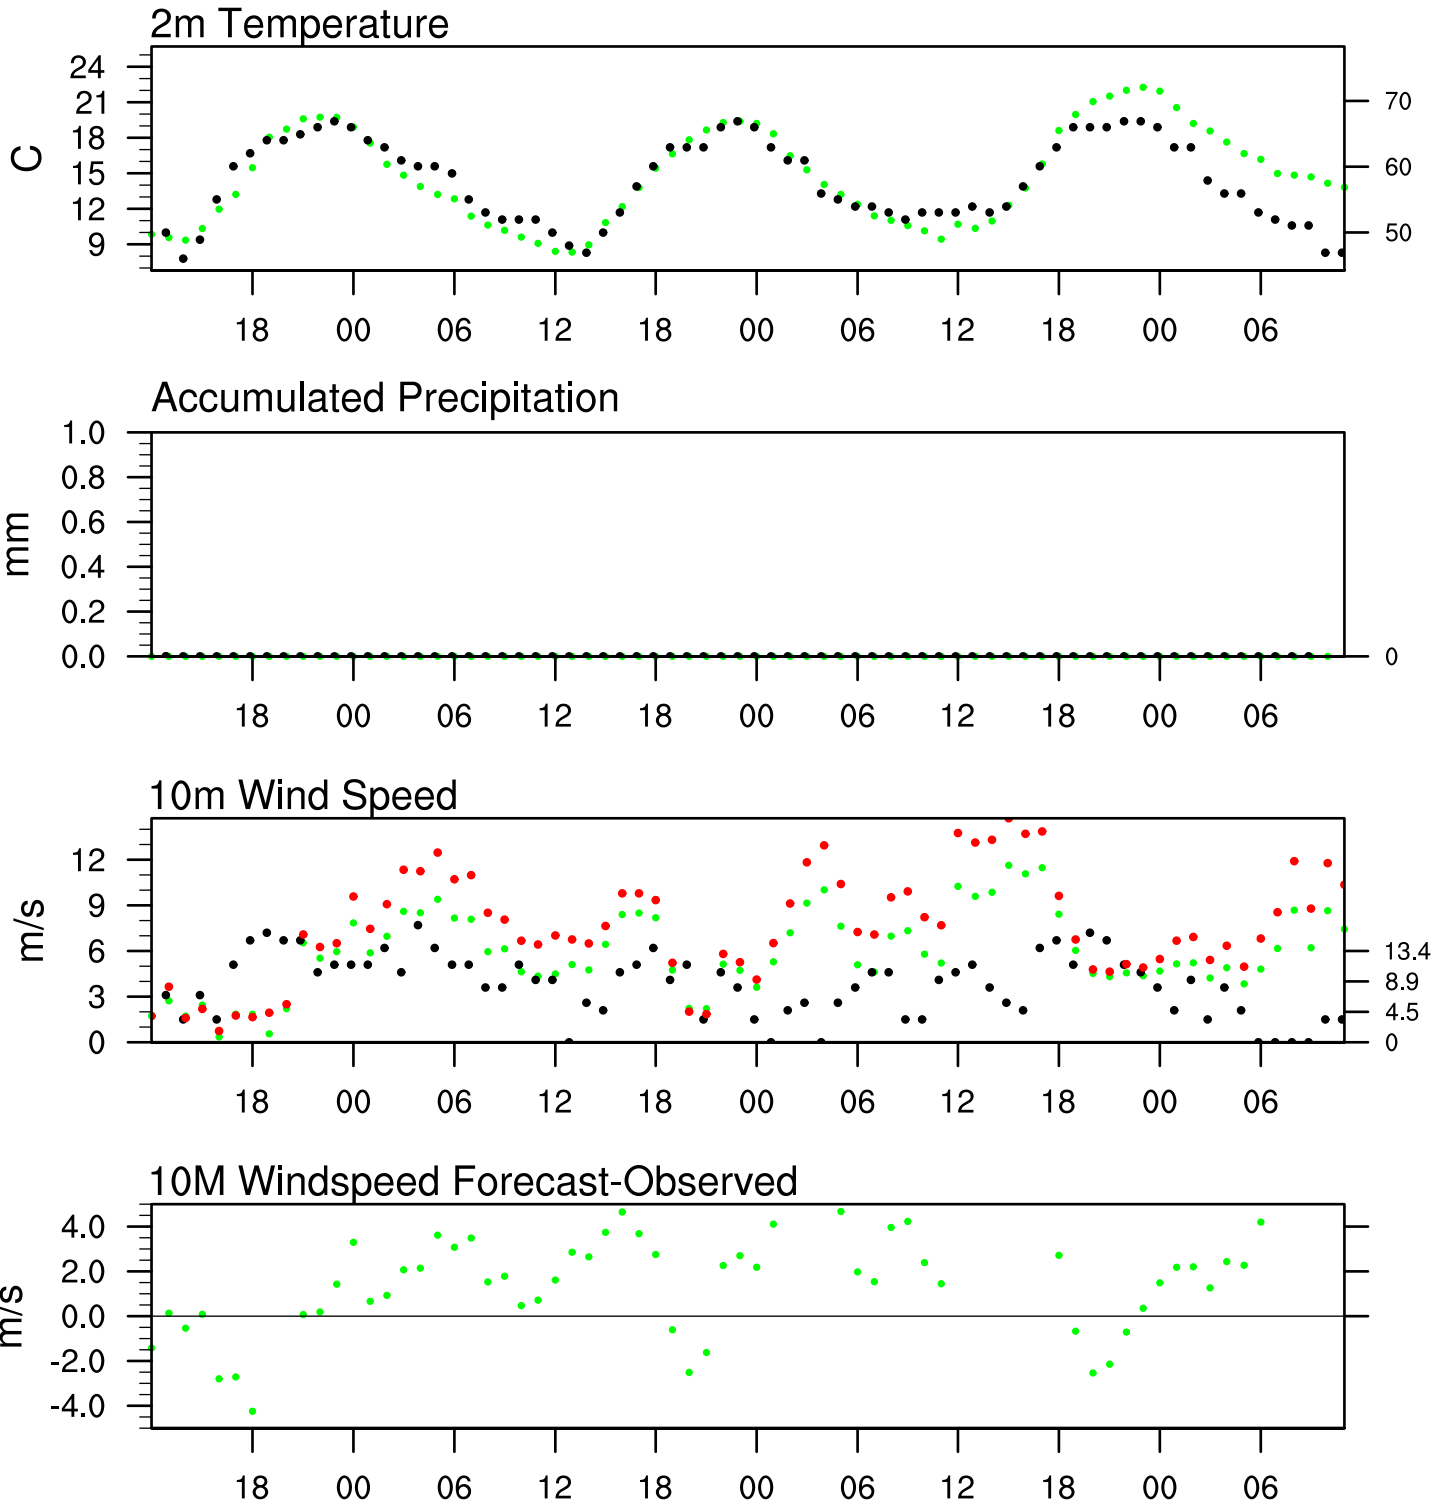 2m Temperature
C
24
21
18
15
12
9
70
60
50
18 00 06 12 18 00 06 12 18 00 06
Accumulated Precipitation
mm
1.0
0.8
0.6
0.4
0.2
0.0
0
18 00 06 12 18 00 06 12 18 00 06
10m Wind Speed
m/s
12
9
6
3
0
13.4
8.9
4.5
0
18 00 06 12 18 00 06 12 18 00 06
10M Windspeed Forecast-Observed
m/s
4.0
2.0
0.0
-2.0
-4.0
18 00 06 12 18 00 06 12 18 00 06